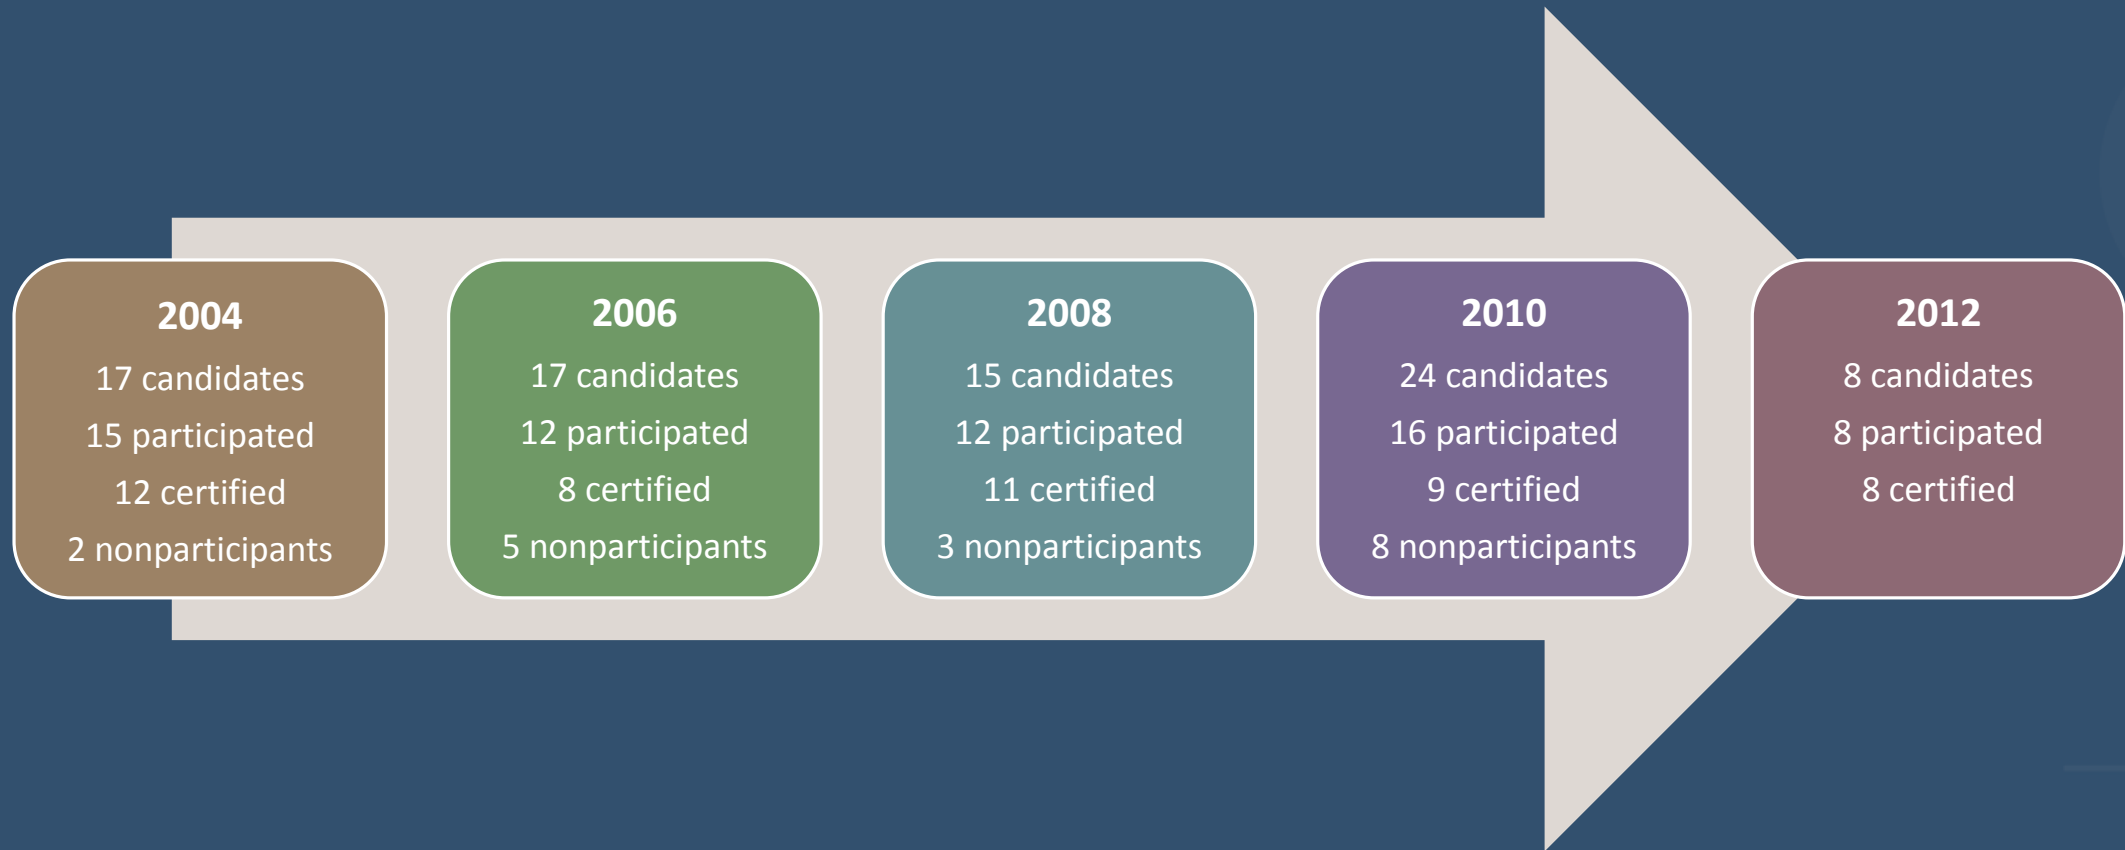 2004
17 candidates
15 participated
12 certified
2 nonparticipants
2006
17 candidates
12 participated
8 certified
5 nonparticipants
2008
15 candidates
12 participated
11 certified
3 nonparticipants
2010
24 candidates
16 participated
9 certified
8 nonparticipants
2012
8 candidates
8 participated
8 certified